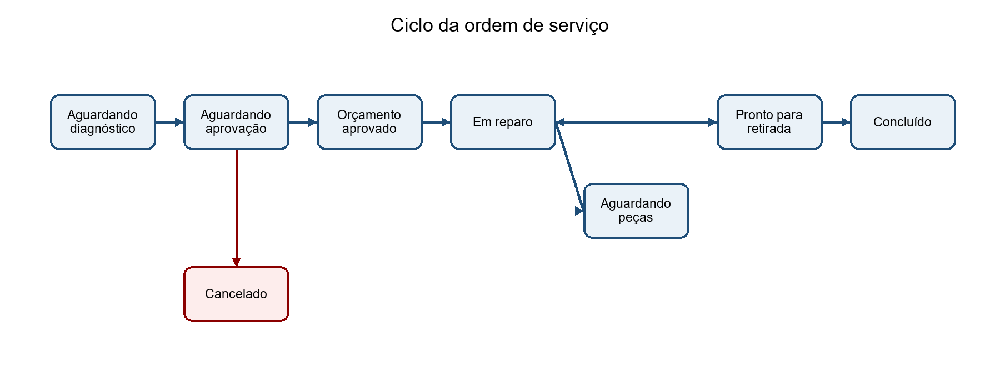 Ciclo da ordem de serviço
Aguardando
diagnóstico
Aguardando
aprovação
Orçamento
aprovado
Em reparo
Pronto para
retirada
Concluído
Aguardando
peças
Cancelado